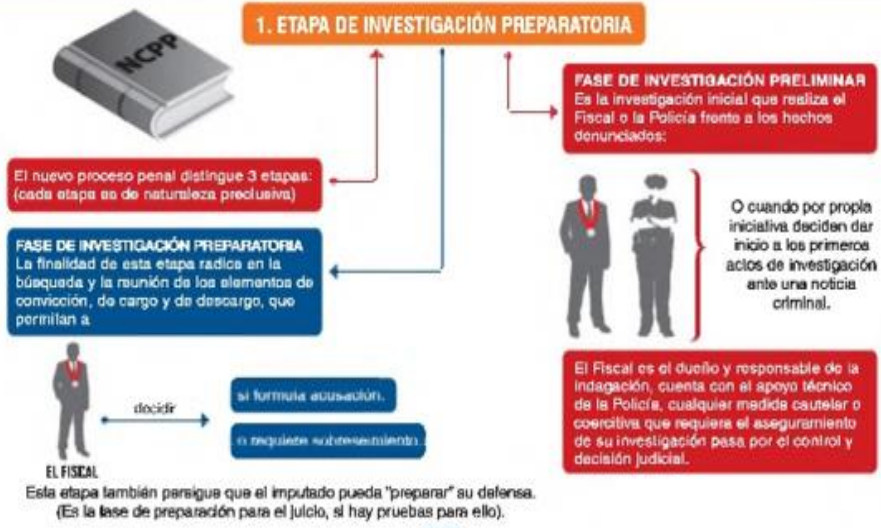 1. ETAPA DE INVESTIGACIÓN PREPARATORIA
NCPP
El nuevo proceso penal distingue 3 etapas:
(cada etapa es de naturaleza preclusiva)
FASE DE INVESTIGACIÓN PREPARATORIA
La finalidad de esta etapa radica en la
búsqueda y la reunión de los elementos de
convicción, de cargo y de descargo, que
permitan a
EL FISCAL
decidir
si formula acusación.
o requiere sobreseimiento.
Esta etapa también persigue que el imputado pueda "preparar" su defensa.
(Es la fase de preparación para el juicio, si hay pruebas para ello).
FASE DE INVESTIGACIÓN PRELIMINAR
Es la investigación inicial que realiza el
Fiscal o la Policía frente a los hechos
denunciados:
O cuando por propia
iniciativa deciden dar
inicio a los primeros
actos de investigación
ante una noticia
criminal.
El Fiscal es el dueño y responsable de la
indagación, cuenta con el apoyo técnico
de la Policía, cualquier medida cautelar o
coercitiva que requiera el aseguramiento
de su investigación pasa por el control y
decisión judicial.